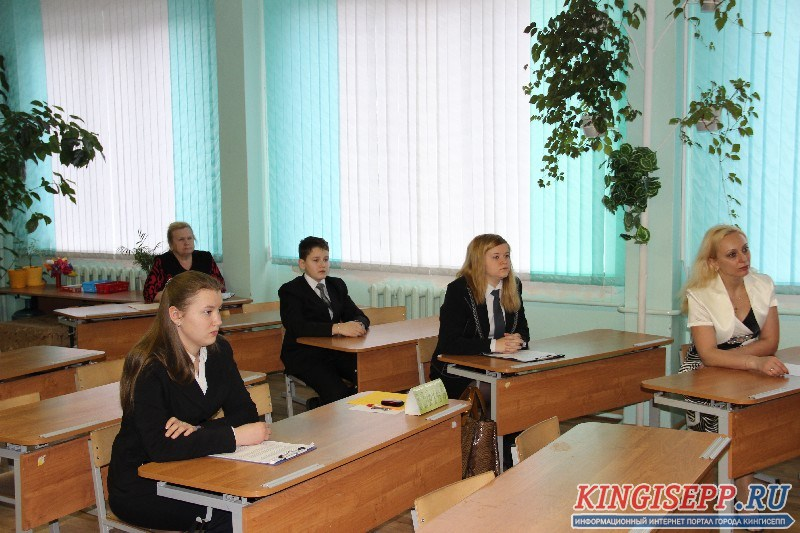 KINGISEPP.RU
ИНФОРМАЦИОННЫЙ ИНТЕРНЕТ ПОРТАЛ ГОРОДА КИНГИСЕПП